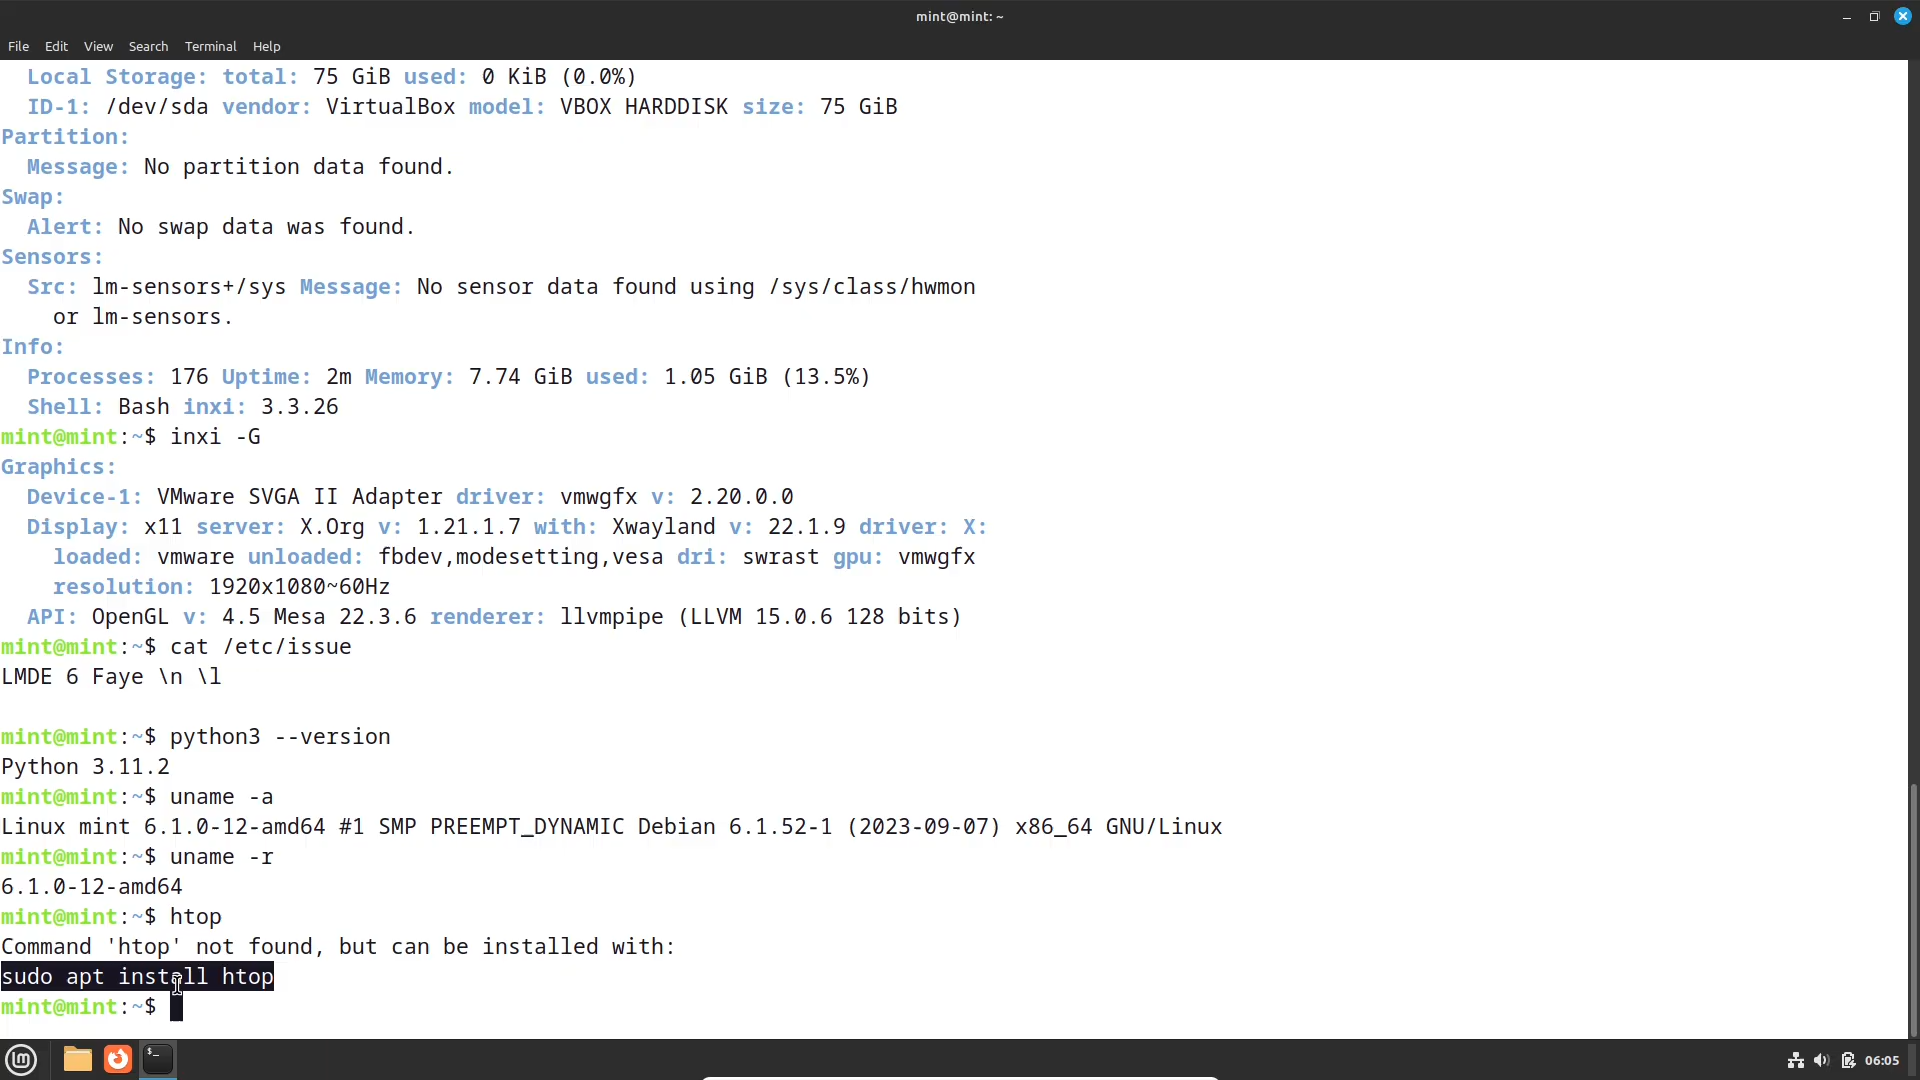 mint@mint: ~
File Edit View Search Terminal Help
  Local Storage: total: 75 GiB used: 0 KiB (0.0%)
  ID-1: /dev/sda vendor: VirtualBox model: VBOX HARDDISK size: 75 GiB
Partition:
  Message: No partition data found.
Swap:
  Alert: No swap data was found.
Sensors:
  Src: lm-sensors+/sys Message: No sensor data found using /sys/class/hwmon
    or lm-sensors.
Info:
  Processes: 176 Uptime: 2m Memory: 7.74 GiB used: 1.05 GiB (13.5%)
  Shell: Bash inxi: 3.3.26
mint@mint:~$ inxi -G
Graphics:
  Device-1: VMware SVGA II Adapter driver: vmwgfx v: 2.20.0.0
  Display: x11 server: X.Org v: 1.21.1.7 with: Xwayland v: 22.1.9 driver: X:
    loaded: vmware unloaded: fbdev,modesetting,vesa dri: swrast gpu: vmwgfx
    resolution: 1920x1080~60Hz
  API: OpenGL v: 4.5 Mesa 22.3.6 renderer: llvmpipe (LLVM 15.0.6 128 bits)
mint@mint:~$ cat /etc/issue
LMDE 6 Faye \n \l
mint@mint:~$ python3 --version
Python 3.11.2
mint@mint:~$ uname -a
Linux mint 6.1.0-12-amd64 #1 SMP PREEMPT_DYNAMIC Debian 6.1.52-1 (2023-09-07) x86_64 GNU/Linux
mint@mint:~$ uname -r
6.1.0-12-amd64
mint@mint:~$ htop
Command 'htop' not found, but can be installed with:
sudo apt install htop
mint@mint:~$
06:05